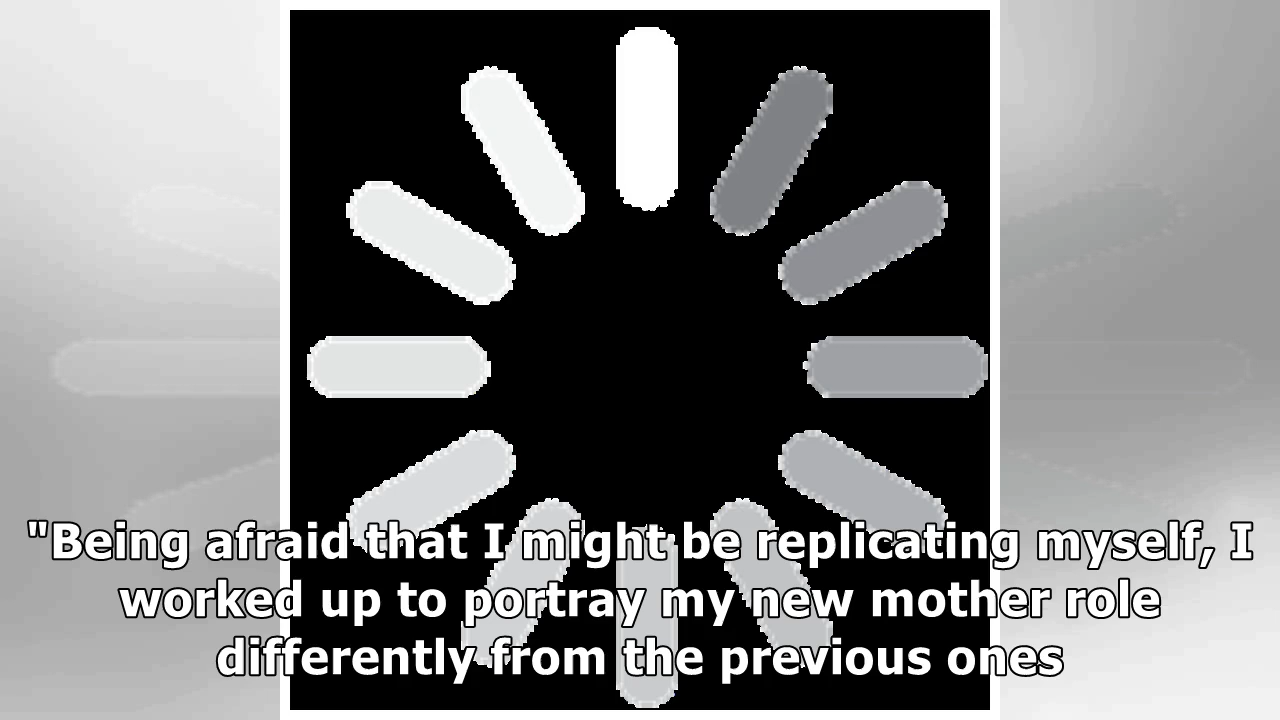 "Being afraid that I might be replicating myself, I
worked up to portray my new mother role
differently from the previous ones